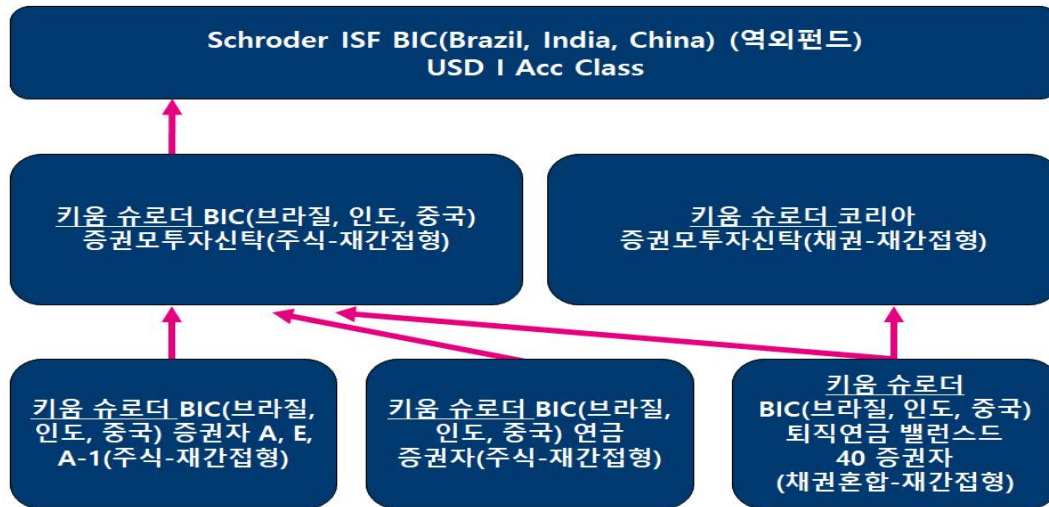 Schroder ISF BIC(Brazil, India, China) (역외펀드)
USD I Acc Class
키움 슈로더 BIC(브라질, 인도, 중국)
증권모투자신탁(주식-재간접형)
키움 슈로더 코리아
증권모투자신탁(채권-재간접형)
키움 슈로더 BIC(브라질,
인도, 중국) 증권자 A, E,
A-1(주식-재간접형)
키움 슈로더 BIC(브라질,
인도, 중국) 연금
증권자(주식-재간접형)
키움 슈로더
BIC(브라질, 인도, 중국)
퇴직연금 밸런스드
40 증권자
(채권혼합-재간접형)